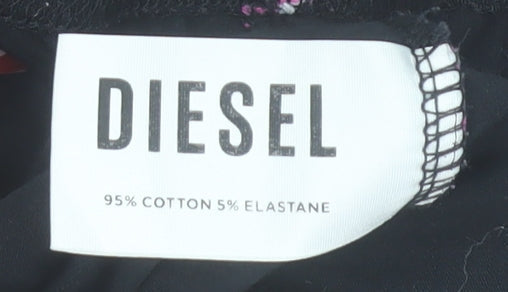 DIESEL
95% COTTON 5% ELASTANE